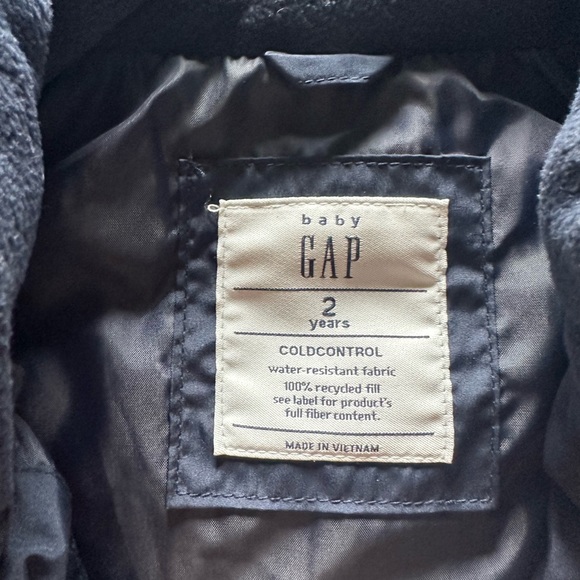 baby
GAP
2
years
COLDCONTROL
water-resistant fabric
100% recycled fill
see label for product's
full fiber content.
MADE IN VIETNAM